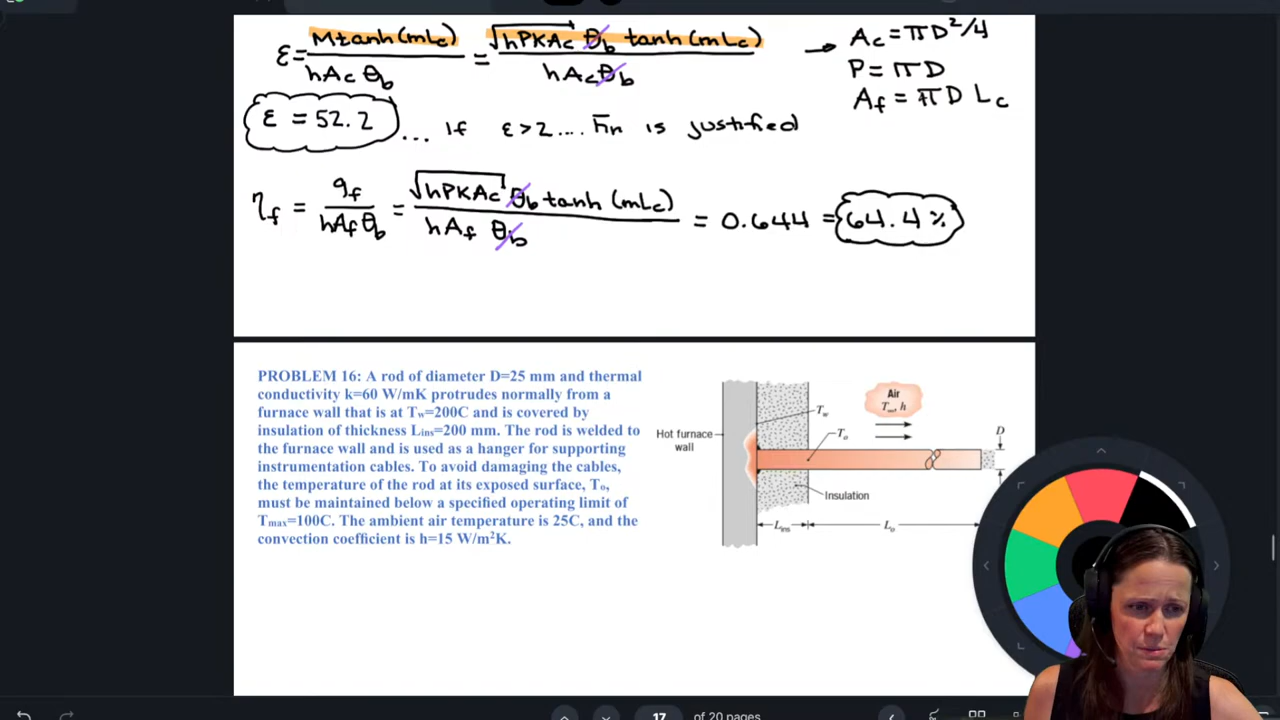 ε = Mtanh(mLc) / hAc θb = √hPKAc θb tanh(mLc) / hAcθb
→ Ac = πD²/4
P = πD
Af = πD Lc
ε = 52.2 ... If ε>2.... Fin is justified
ηf = qf / hAfθb = √hPKAc θb tanh(mLc) / hAf θb = 0.644 = 64.4%
PROBLEM 16: A rod of diameter D=25 mm and thermal
conductivity k=60 W/mK protrudes normally from a
furnace wall that is at Tw=200C and is covered by
insulation of thickness Lins=200 mm. The rod is welded to
the furnace wall and is used as a hanger for supporting
instrumentation cables. To avoid damaging the cables,
the temperature of the rod at its exposed surface, To,
must be maintained below a specified operating limit of
Tmax=100C. The ambient air temperature is 25C, and the
convection coefficient is h=15 W/m²K.
Air
T∞, h
Tw
To
D
Hot furnace
wall
Insulation
Lins
Lo
17 of 20 pages